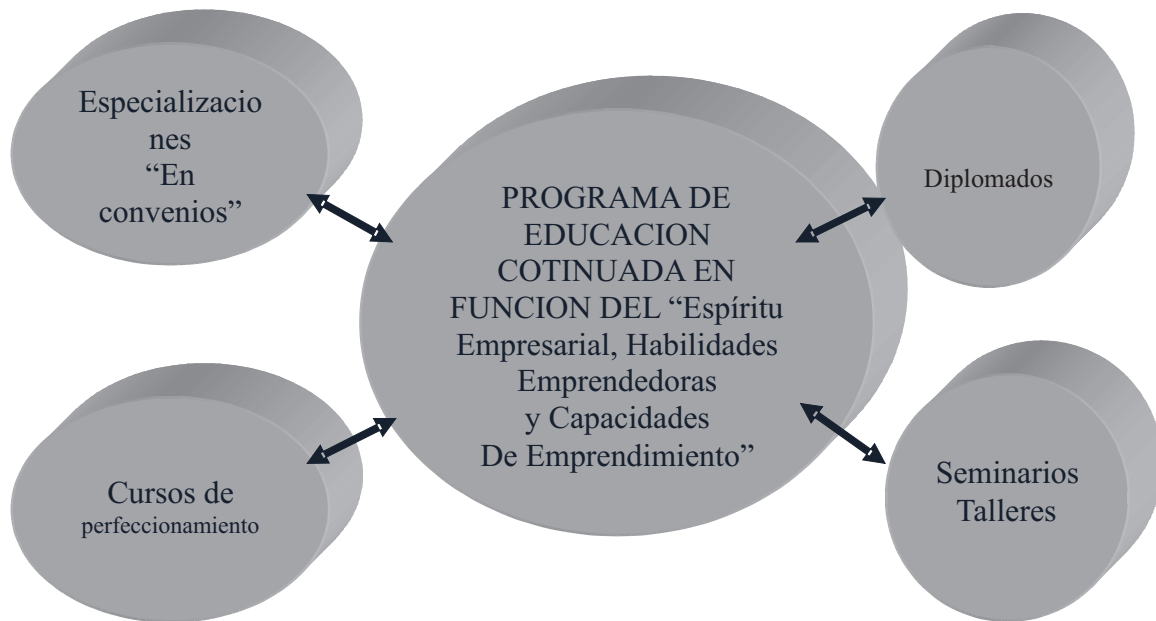 Especializacio
nes
“En
convenios”
PROGRAMA DE
EDUCACION
COTINUADA EN
FUNCION DEL “Espíritu
Empresarial, Habilidades
Emprendedoras
y Capacidades
De Emprendimiento”
Diplomados
Cursos de
perfeccionamiento
Seminarios
Talleres